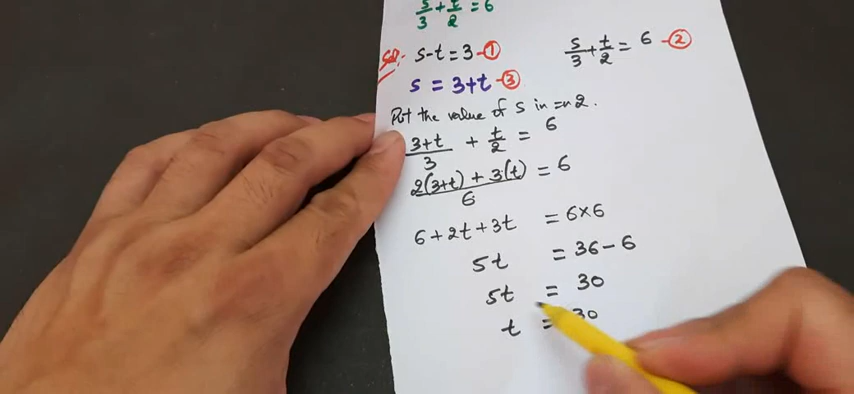 s/3 + t/2 = 6
Sol:- s-t = 3 -①
s/3 + t/2 = 6 -②
s = 3+t -③
Put the value of s in =n 2.
3+t/3 + t/2 = 6
2(3+t) + 3(t)/6 = 6
6 + 2t + 3t = 6×6
5t = 36-6
5t = 30
t = 30